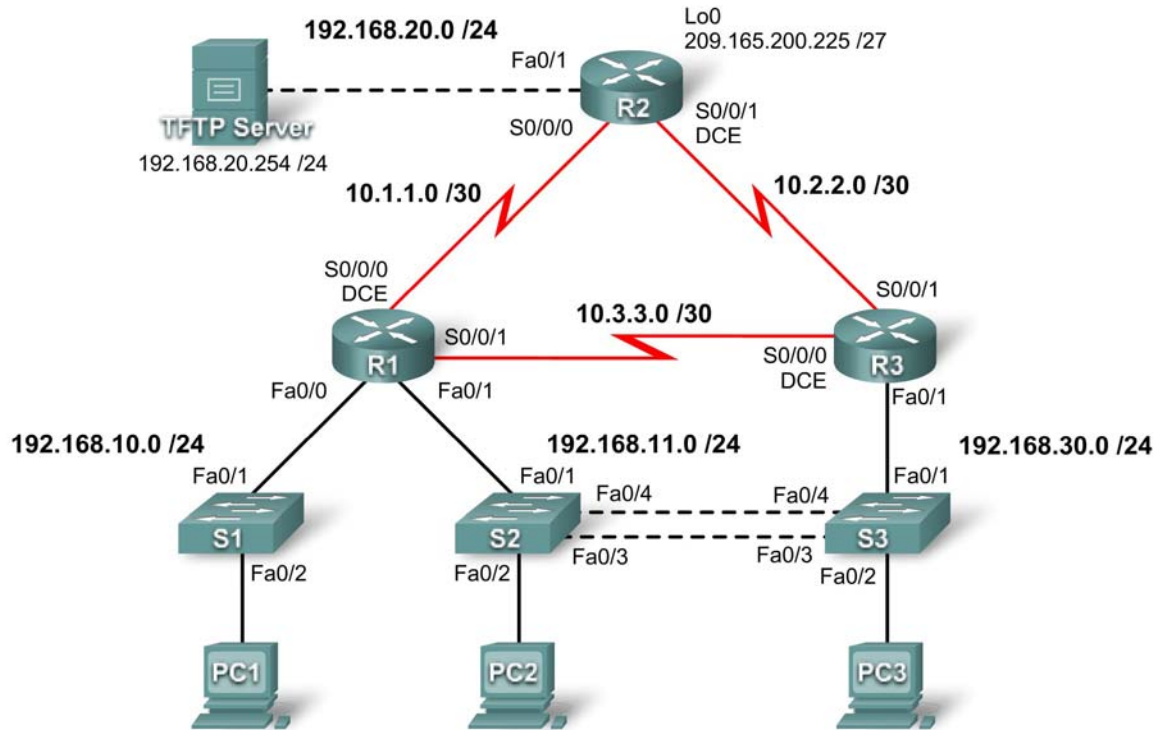 Lo0
192.168.20.0 /24
209.165.200.225 /27
Fa0/1
R2
S0/0/1
DCE
TFTP Server
S0/0/0
192.168.20.254 /24
10.1.1.0 /30
10.2.2.0 /30
S0/0/0
DCE
S0/0/1
10.3.3.0 /30
R1
S0/0/1
S0/0/0
DCE
R3
Fa0/0
Fa0/1
Fa0/1
192.168.10.0 /24
192.168.11.0 /24
192.168.30.0 /24
Fa0/1
Fa0/1
Fa0/1
Fa0/4
Fa0/4
S1
S2
S3
Fa0/3
Fa0/3
Fa0/2
Fa0/2
Fa0/2
PC1
PC2
PC3